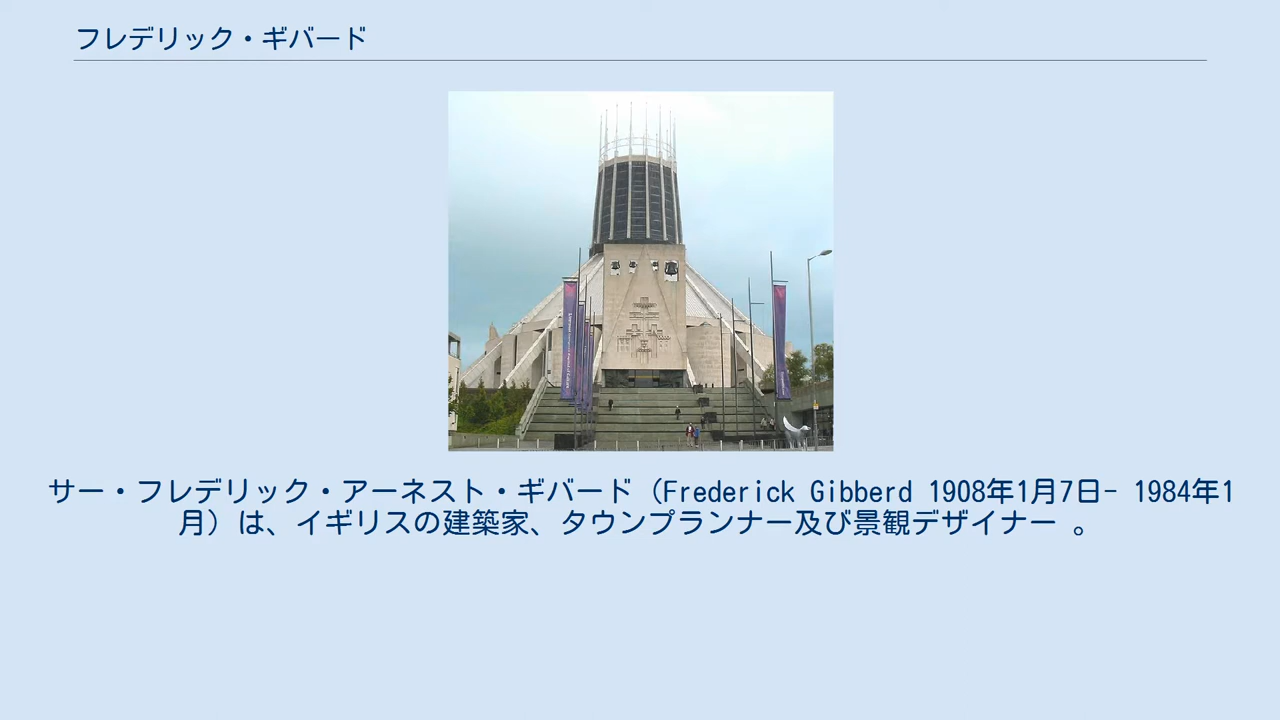 フレデリック・ギバード
サー・フレデリック・アーネスト・ギバード（Frederick Gibberd 1908年1月7日- 1984年1
月）は、イギリスの建築家、タウンプランナー及び景観デザイナー 。